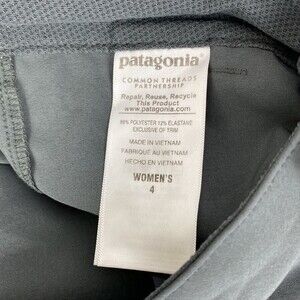 patagonia
COMMON THREADS
PARTNERSHIP
Repair, Reuse, Recycle
This Product
www.patagonia.com
POLYESTER 12% ELASTANE
EXCLUSIVE OF TRIM
MADE IN VIETNAM
FABRIQUÉ AU VIETNAM
HECHO EN VIETNAM
WOMEN'S
4